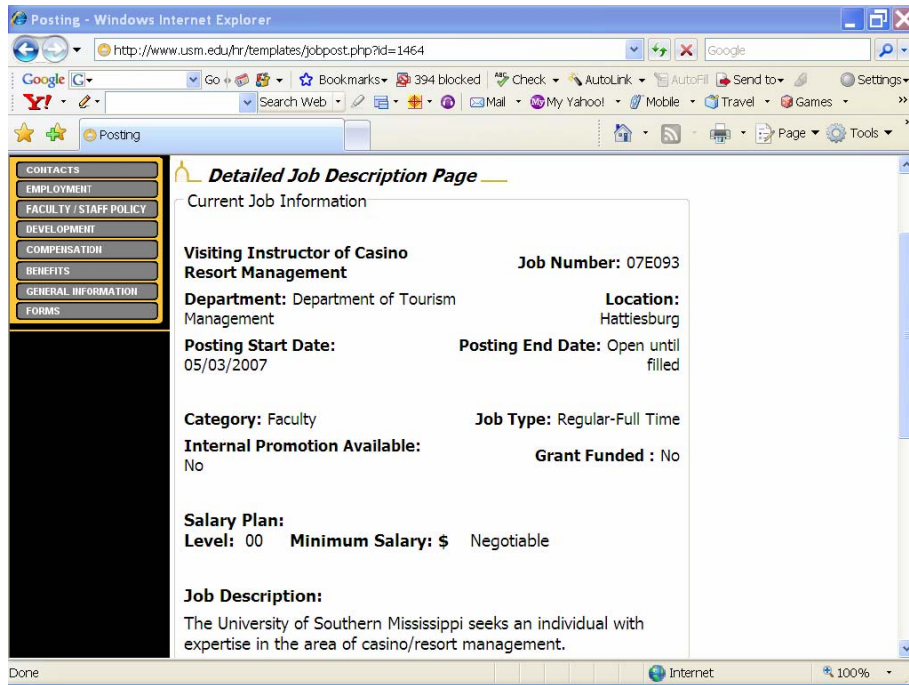 Posting - Windows Internet Explorer
http://www.usm.edu/hr/templates/jobpost.php?id=1464
Google
Google G Go Bookmarks 394 blocked Check AutoLink AutoFill Send to Settings
Y! Search Web Mail My Yahoo! Mobile Travel Games »
Posting Page Tools
CONTACTS
EMPLOYMENT
FACULTY / STAFF POLICY
DEVELOPMENT
COMPENSATION
BENEFITS
GENERAL INFORMATION
FORMS
Detailed Job Description Page
Current Job Information
Visiting Instructor of Casino
Resort Management
Job Number: 07E093
Department: Department of Tourism
Management
Location:
Hattiesburg
Posting Start Date:
05/03/2007
Posting End Date: Open until
filled
Category: Faculty Job Type: Regular-Full Time
Internal Promotion Available:
No
Grant Funded : No
Salary Plan:
Level: 00 Minimum Salary: $ Negotiable
Job Description:
The University of Southern Mississippi seeks an individual with
expertise in the area of casino/resort management.
Done Internet 100%